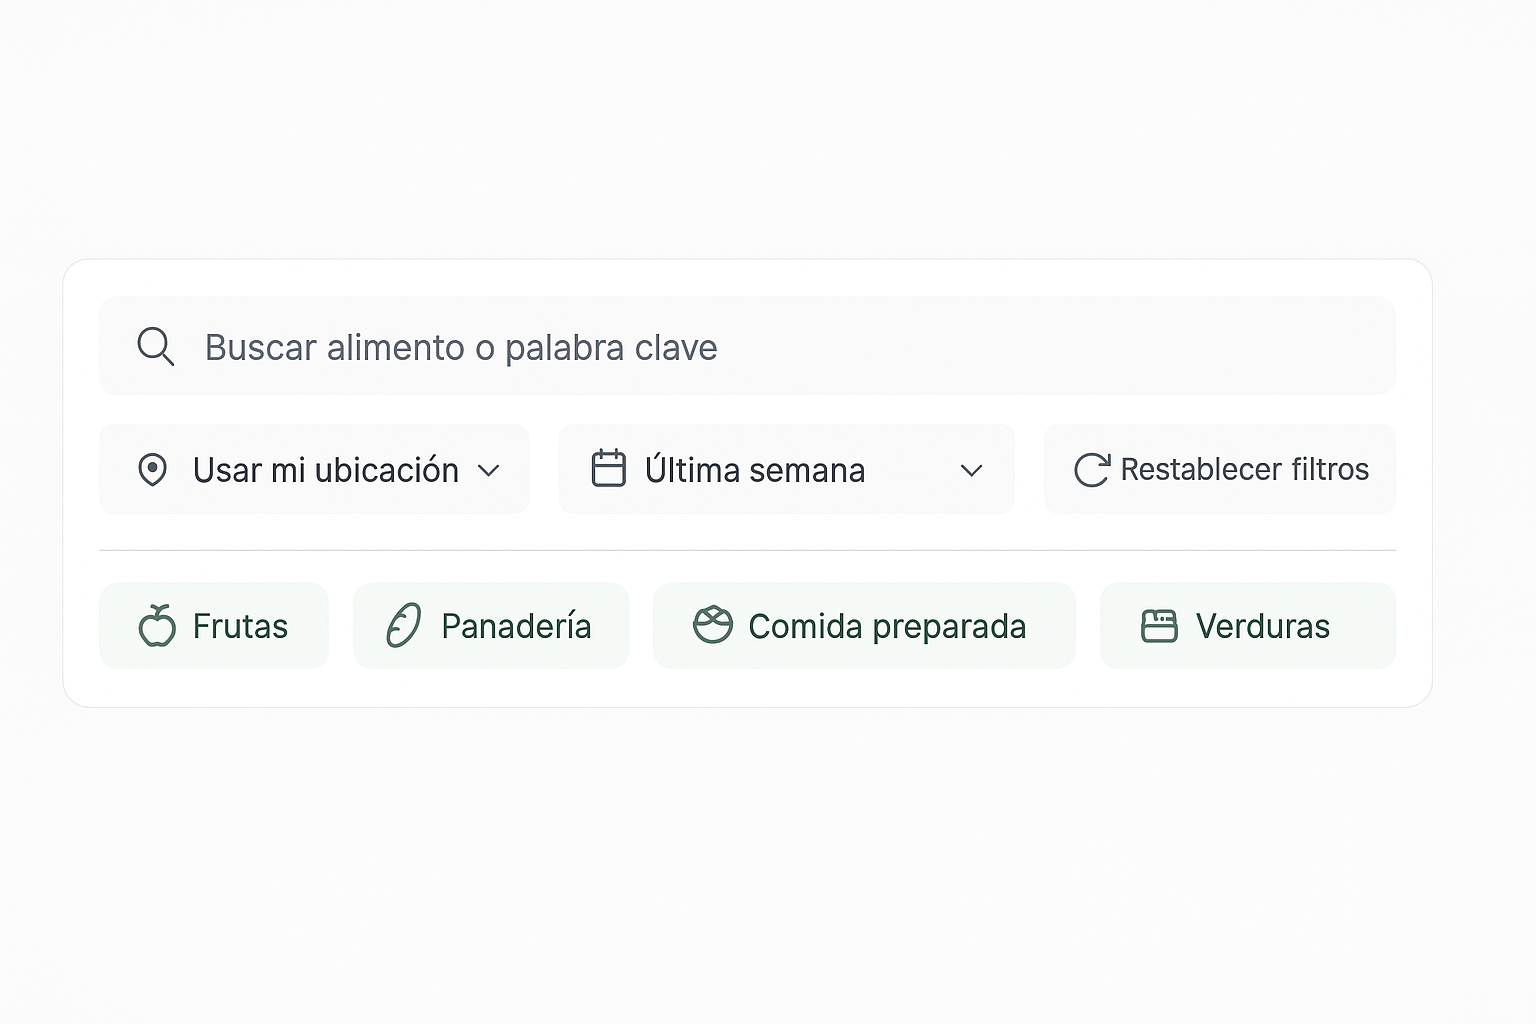 Buscar alimento o palabra clave
Usar mi ubicación
Última semana
Restablecer filtros
Frutas
Panadería
Comida preparada
Verduras